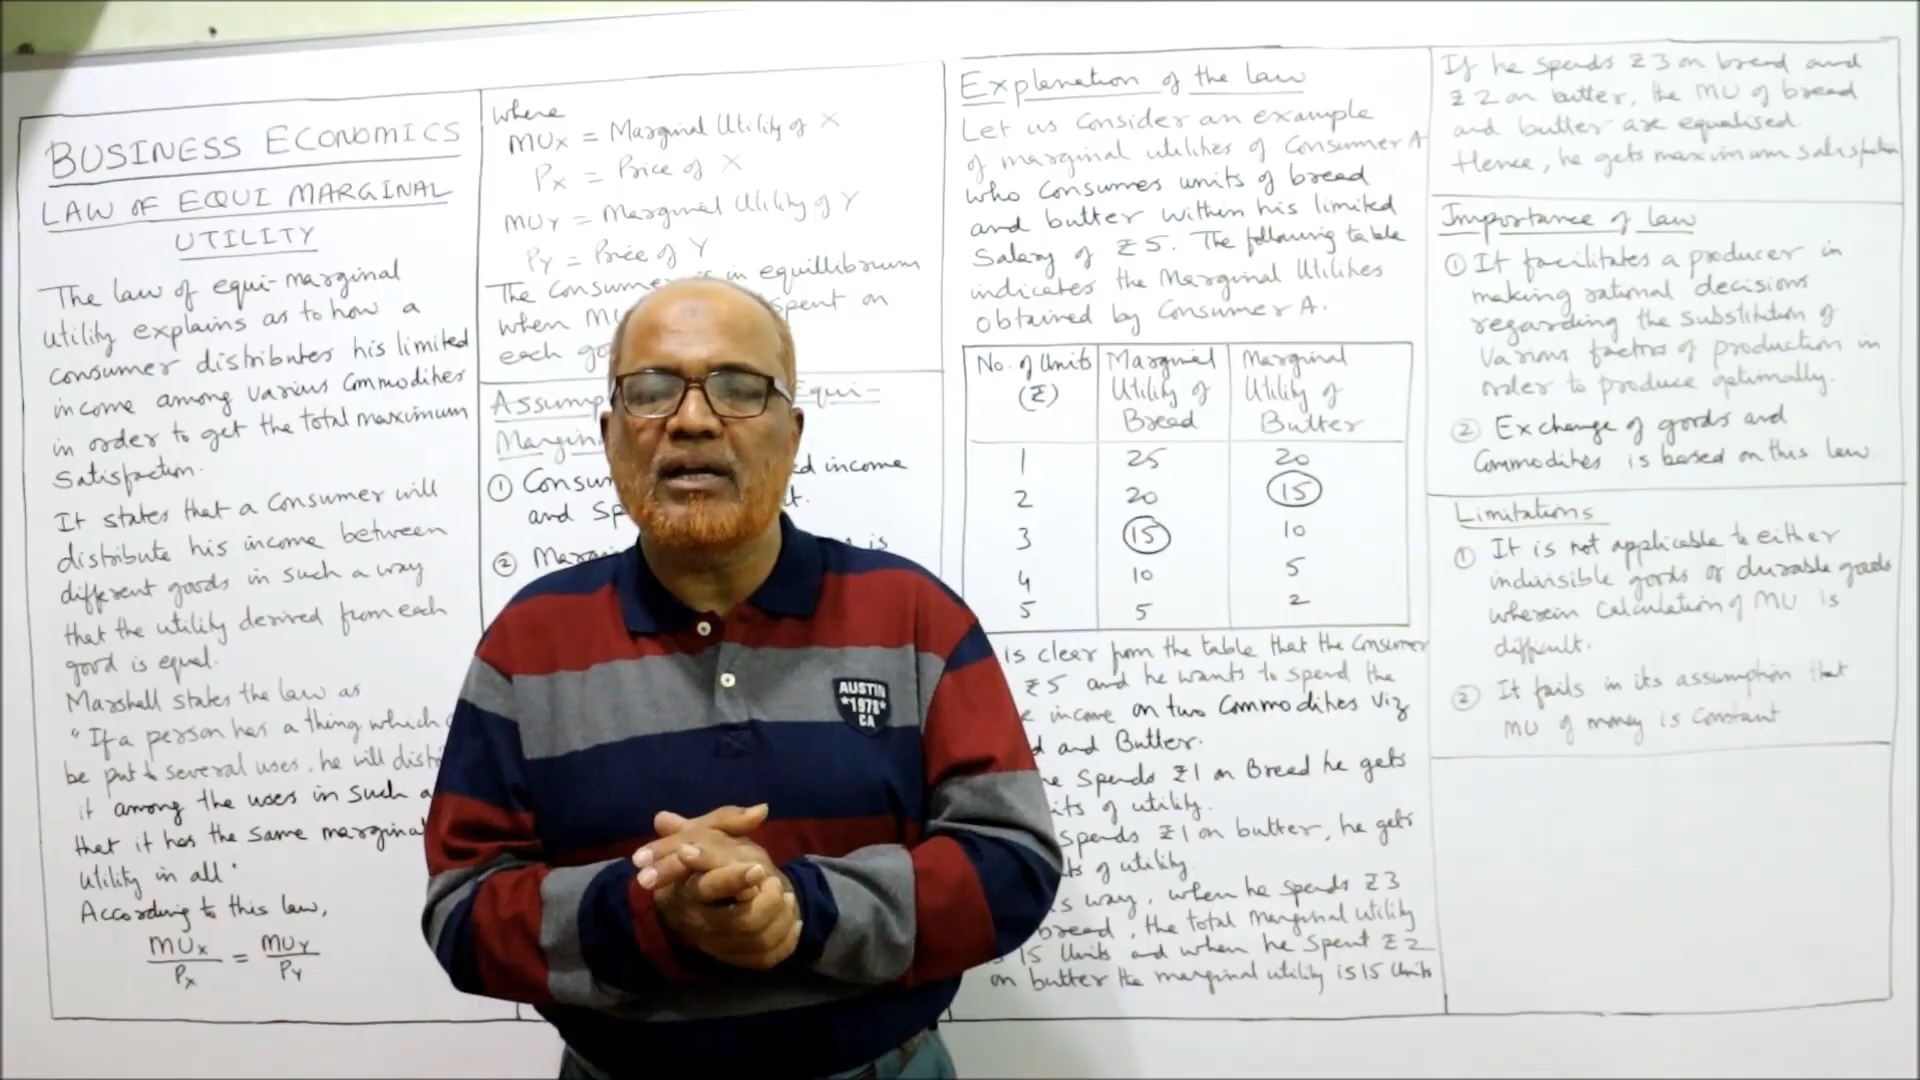 BUSINESS ECONOMICS
LAW OF EQUI MARGINAL
UTILITY
The law of equi-marginal
utility explains as to how a
consumer distributes his limited
income among various commodities
in order to get the total maximum
satisfaction.
It states that a consumer will
distribute his income between
different goods in such a way
that the utility derived from each
good is equal.
Marshall states the law as
"If a person has a thing which
be put to several uses, he will
it among the uses in such a
that it has the same marginal
utility in all"
According to this law,
MUx/Px = MUy/Py
where
MUx = Marginal Utility of X
Px = Price of X
MUY = Marginal Utility of Y
Py = Price of Y
The Consumer in equillibrium
when spent on
each
Equi-
① income
and
②
is
Explanation of the law
Let us consider an example
of marginal utilities of Consumer A
who consumes units of bread
and butter within his limited
Salary of ₹5. The following table
indicates the Marginal Utilities
obtained by Consumer A.
No. of Units Marginal Marginal
(₹) Utility of Utility of
Bread Butter
1 25 20
2 20 15
3 15 10
4 10 5
5 5 2
is clear from the table that the consumer
₹5 and he wants to spend the
income on two Commodities Viz
and Butter.
spends ₹1 on Bread he gets
of utility.
spends ₹1 on butter, he gets
of utility.
way, when he spends ₹3
bread, the total marginal utility
15 Units and when he spent ₹2
on butter the marginal utility is 15 Units
If he spends ₹3 on bread and
₹2 on butter, the MU of bread
and butter are equalised.
Hence, he gets maximum satisfaction
Importance of law
① It facilitates a producer in
making rational decisions
regarding the substitution of
various factors of production in
order to produce optimally.
② Exchange of goods and
Commodities is based on this law
Limitations
① It is not applicable to either
indivisible goods or durable goods
wherein calculation of MU is
difficult.
② It fails in its assumption that
MU of money is constant
AUSTIN
*1978*
CA